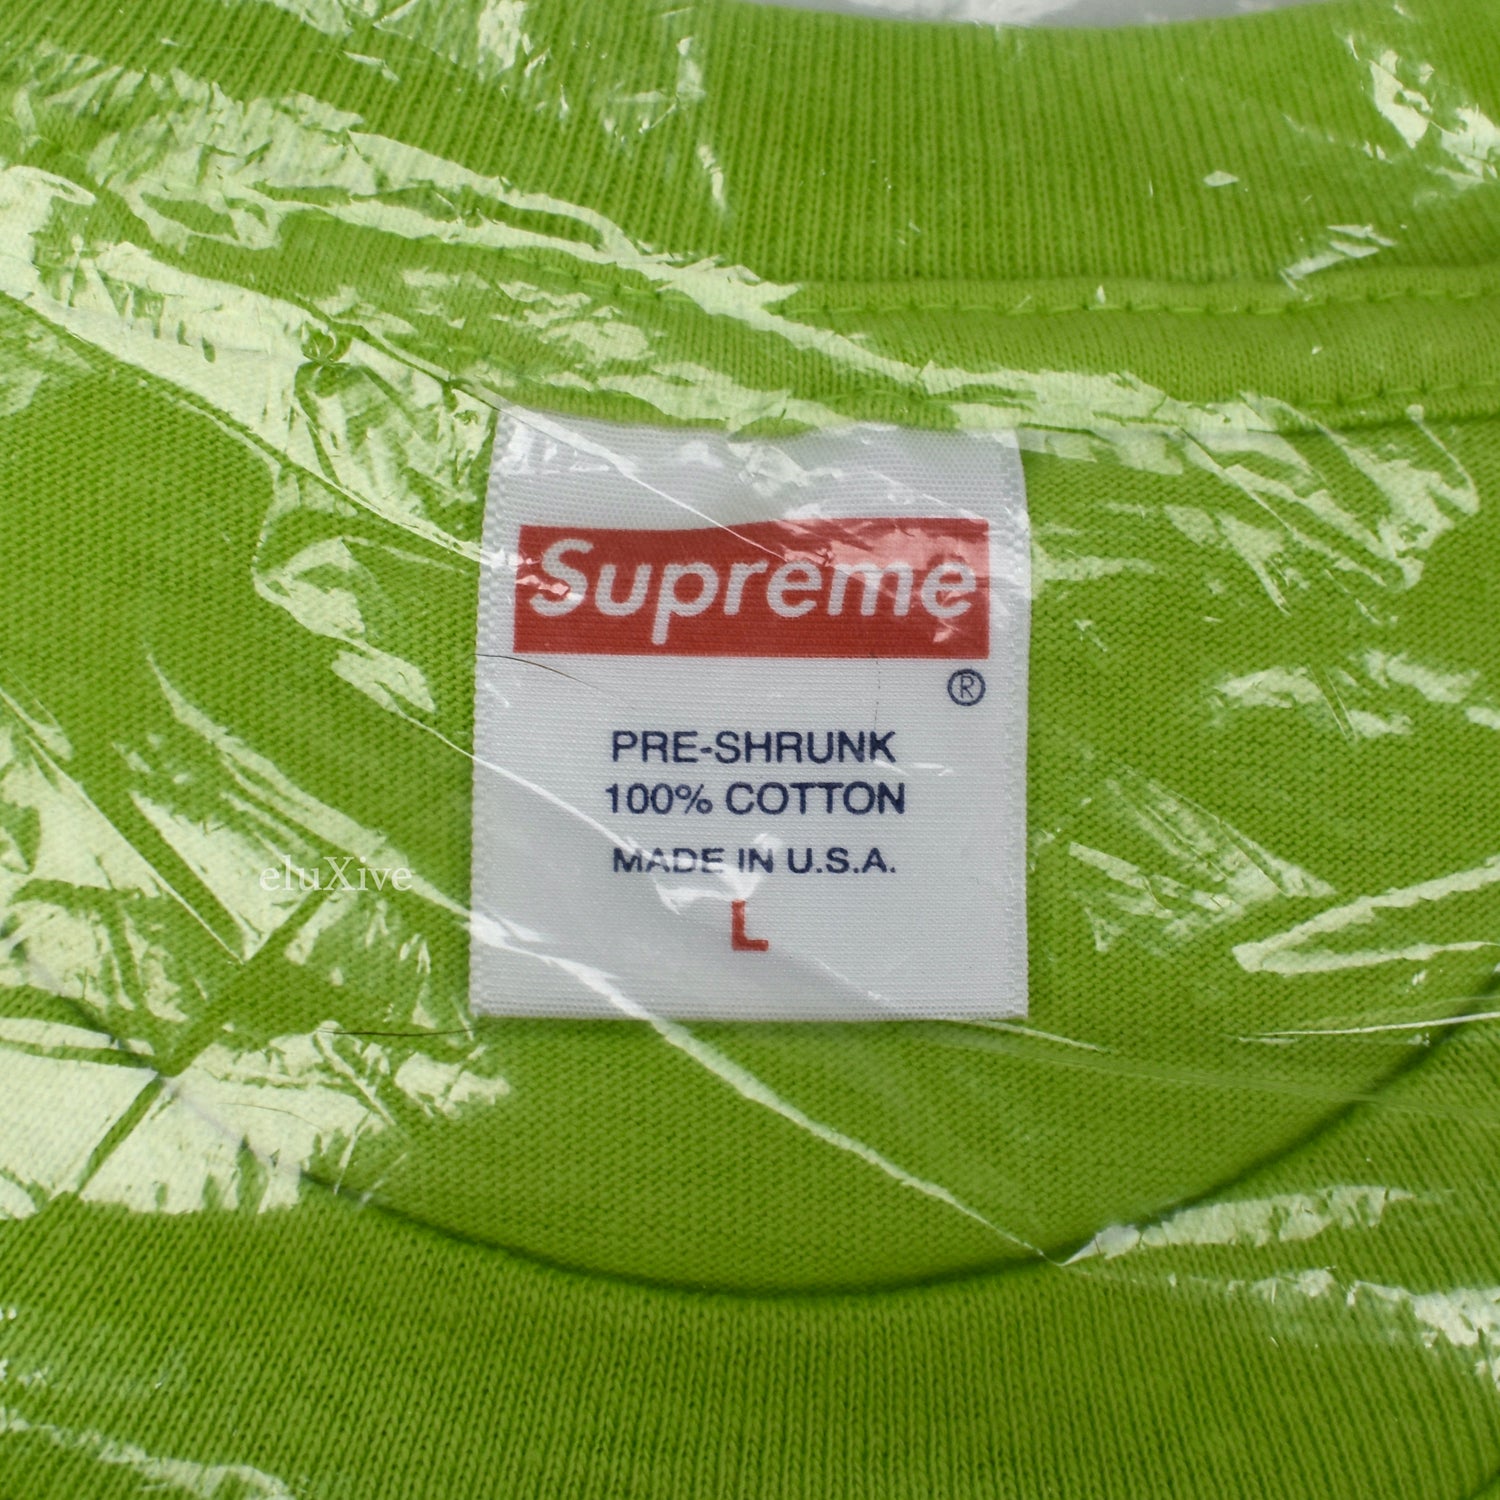 Supreme
®
PRE-SHRUNK
100% COTTON
MADE IN U.S.A.
L
eluXive